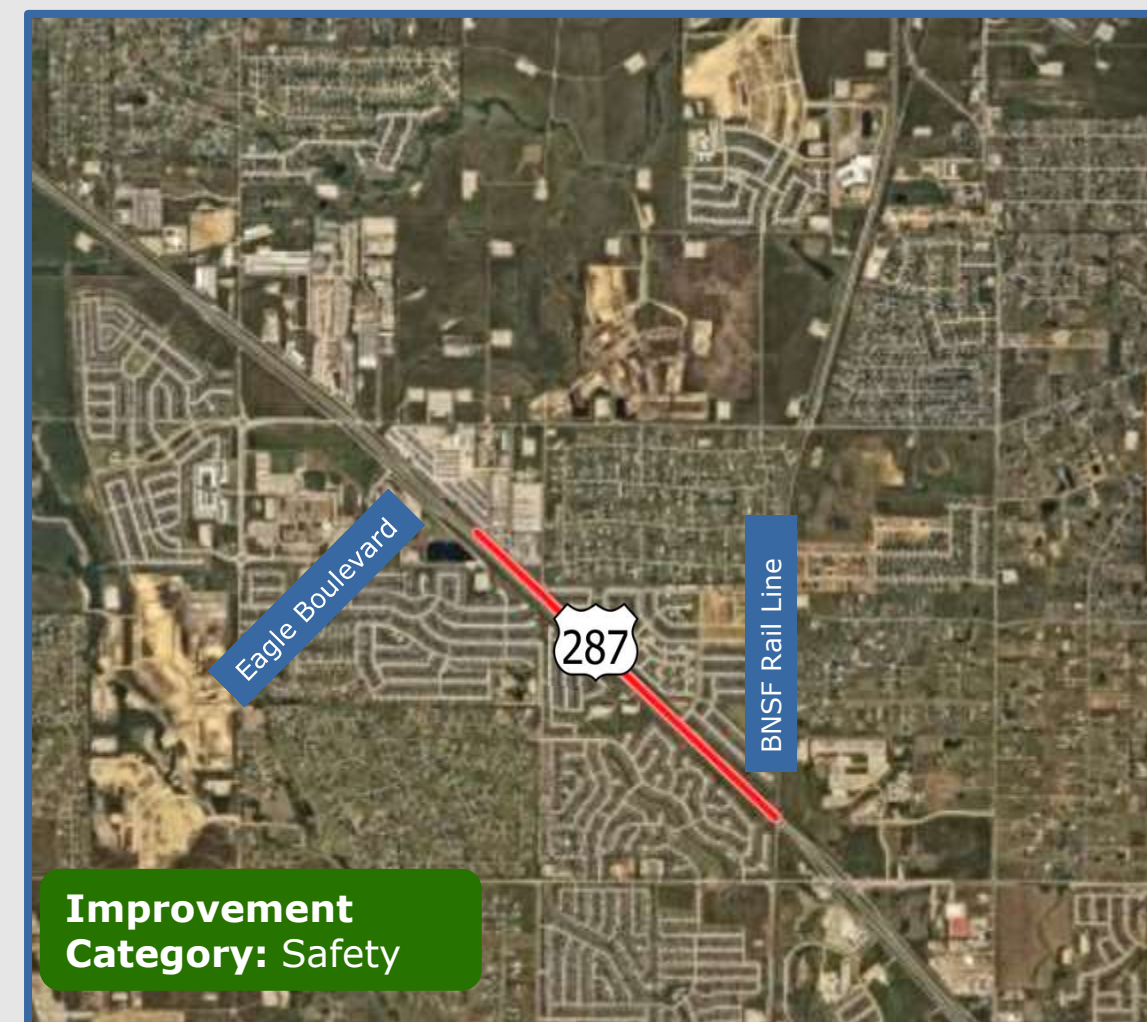 Eagle Boulevard
287
BNSF Rail Line
Improvement
Category: Safety